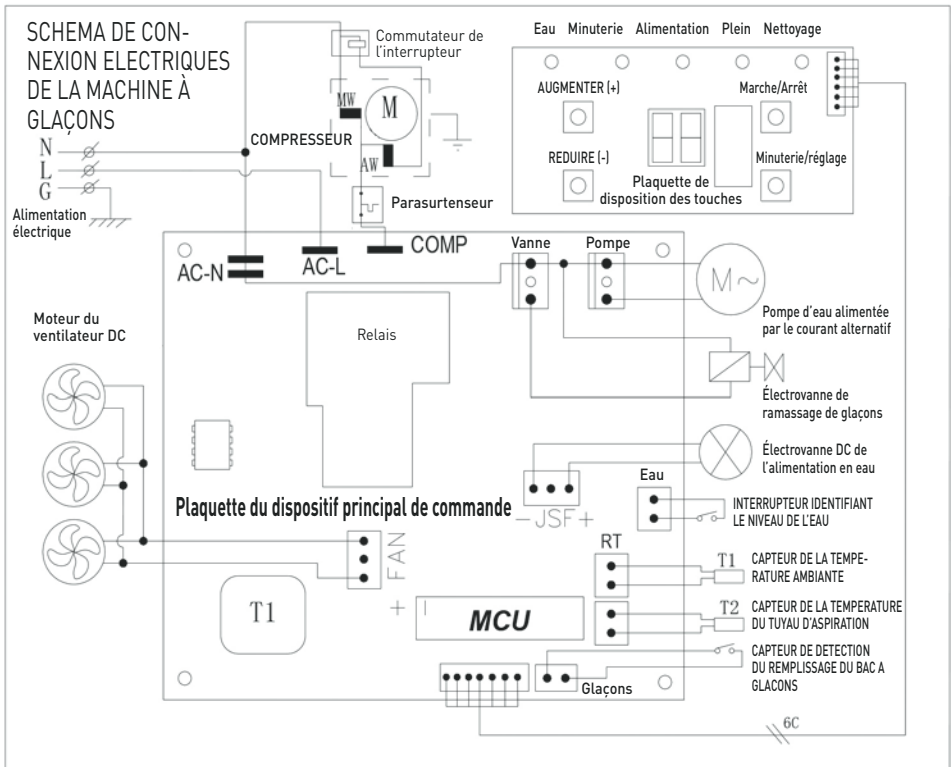 SCHEMA DE CON-
NEXION ELECTRIQUES
DE LA MACHINE À
GLAÇONS
N
L
G
Alimentation
électrique
COMPRESSEUR
Commutateur de
l'interrupteur
MW
M
AW
Parasurtenseur
Eau Minuterie Alimentation Plein Nettoyage
AUGMENTER (+)
Marche/Arrêt
REDUIRE (-)
Minuterie/réglage
Plaquette de
disposition des touches
AC-N
AC-L
COMP
Vanne
Pompe
M~
Pompe d'eau alimentée
par le courant alternatif
Moteur du
ventilateur DC
Relais
Électrovanne de
ramassage de glaçons
Électrovanne DC de
l'alimentation en eau
Plaquette du dispositif principal de commande
-JSF+
Eau
INTERRUPTEUR IDENTIFIANT
LE NIVEAU DE L'EAU
FAN
RT
T1
CAPTEUR DE LA TEMPE-
RATURE AMBIANTE
T1
+
MCU
T2
CAPTEUR DE LA TEMPERATURE
DU TUYAU D'ASPIRATION
CAPTEUR DE DETECTION
DU REMPLISSAGE DU BAC A
GLACONS
Glaçons
6C